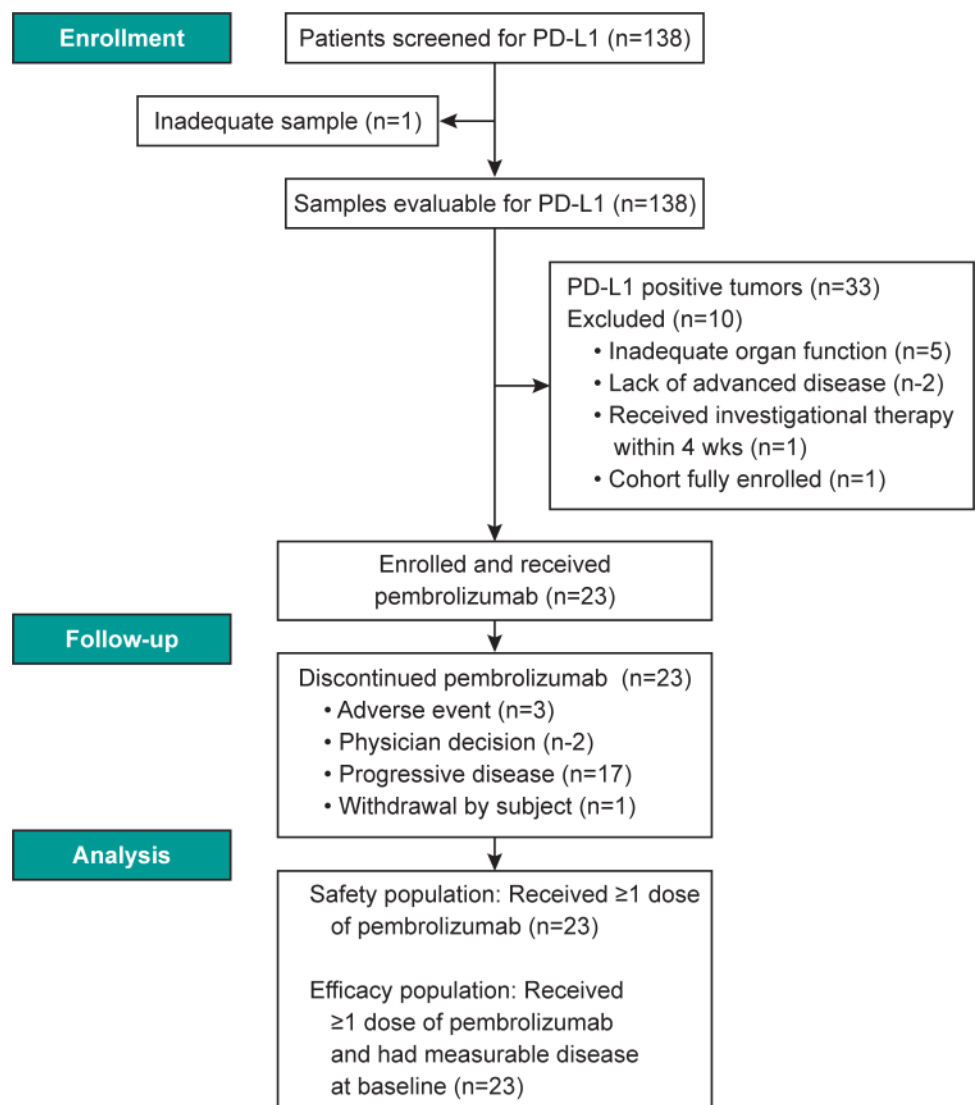 Enrollment
Patients screened for PD-L1 (n=138)
Inadequate sample (n=1)
Samples evaluable for PD-L1 (n=138)
PD-L1 positive tumors (n=33)
Excluded (n=10)
• Inadequate organ function (n=5)
• Lack of advanced disease (n-2)
• Received investigational therapy
within 4 wks (n=1)
• Cohort fully enrolled (n=1)
Enrolled and received
pembrolizumab (n=23)
Follow-up
Discontinued pembrolizumab (n=23)
• Adverse event (n=3)
• Physician decision (n-2)
• Progressive disease (n=17)
• Withdrawal by subject (n=1)
Analysis
Safety population: Received ≥1 dose
of pembrolizumab (n=23)
Efficacy population: Received
≥1 dose of pembrolizumab
and had measurable disease
at baseline (n=23)